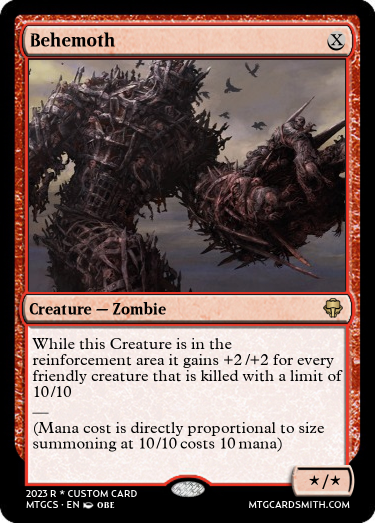 Behemoth X
Creature — Zombie
While this Creature is in the
reinforcement area it gains +2/+2 for every
friendly creature that is killed with a limit of
10/10
—
(Mana cost is directly proportional to size
summoning at 10/10 costs 10 mana)
★/★
2023 R * CUSTOM CARD
MTGCS • EN OBE
MTGCARDSMITH.COM